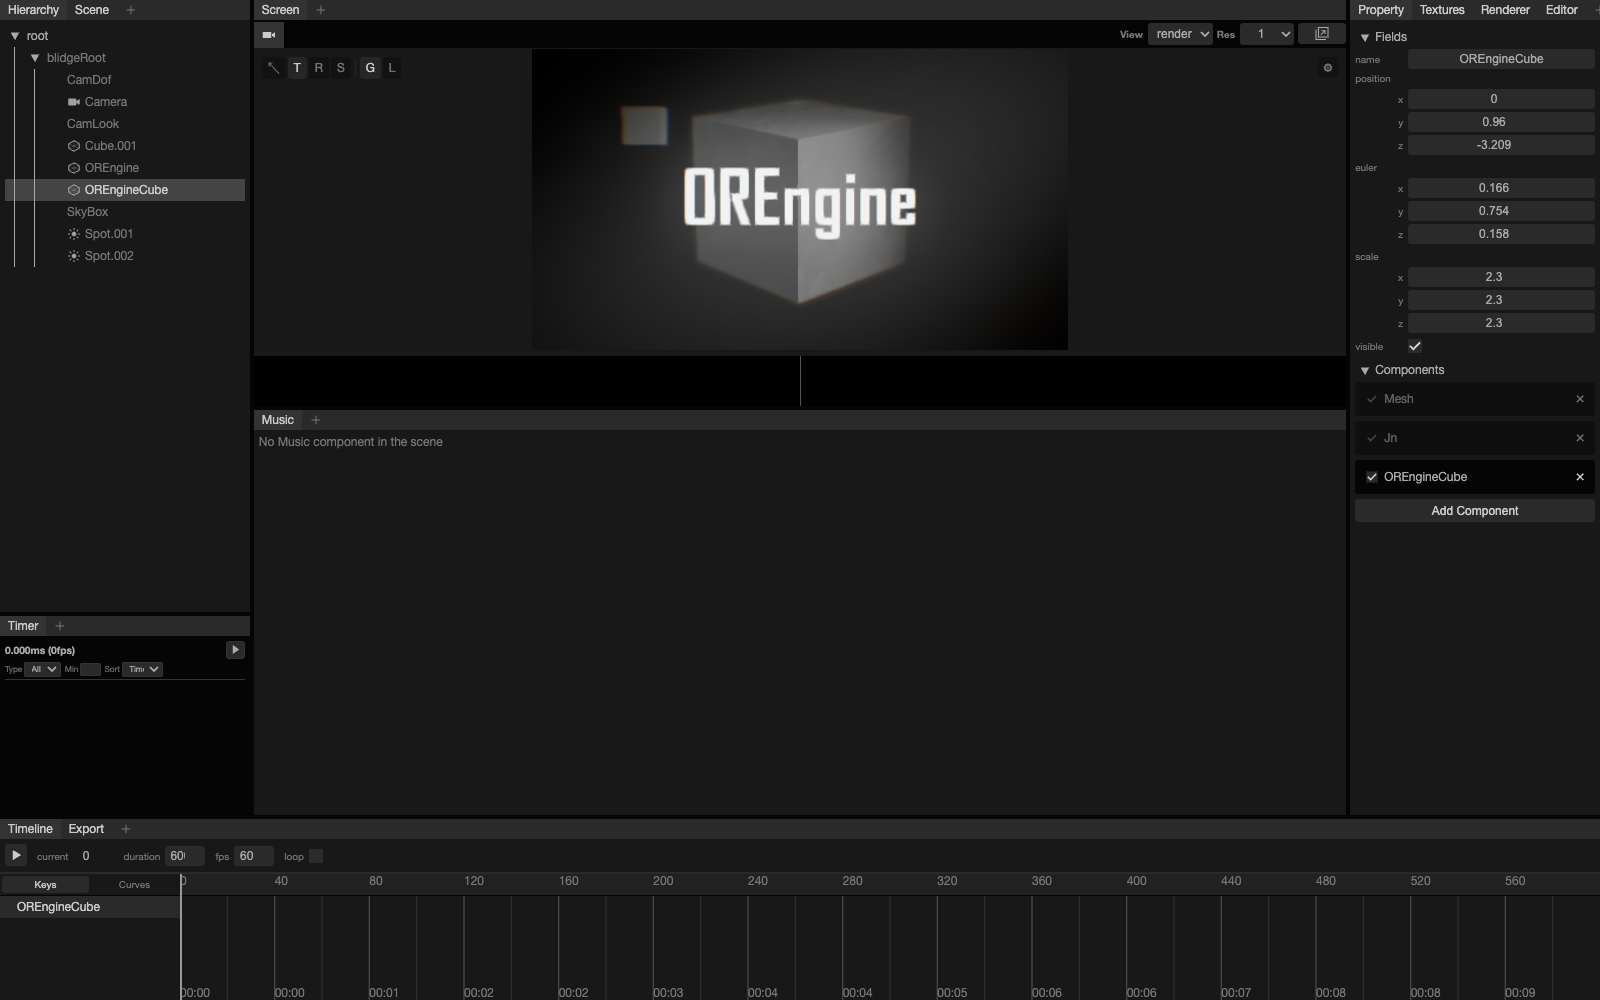 Hierarchy Scene +
root
blidgeRoot
CamDof
Camera
CamLook
Cube.001
OREngine
OREngineCube
SkyBox
Spot.001
Spot.002
Timer +
0.000ms (0fps)
Type All Min Sort
Screen +
View render Res 1
T R S G L
OREngine
Music +
No Music component in the scene
Property Textures Renderer Editor
Fields
name OREngineCube
position
x 0
y 0.96
z -3.209
euler
x 0.166
y 0.754
z 0.158
scale
x 2.3
y 2.3
z 2.3
visible
Components
Mesh
Jn
OREngineCube
Add Component
Timeline Export +
current 0 duration 60 fps 60 loop
Keys Curves
0 40 80 120 160 200 240 280 320 360 400 440 480 520 560
OREngineCube
00:00 00:00 00:01 00:02 00:02 00:03 00:04 00:04 00:05 00:06 00:06 00:07 00:08 00:08 00:09